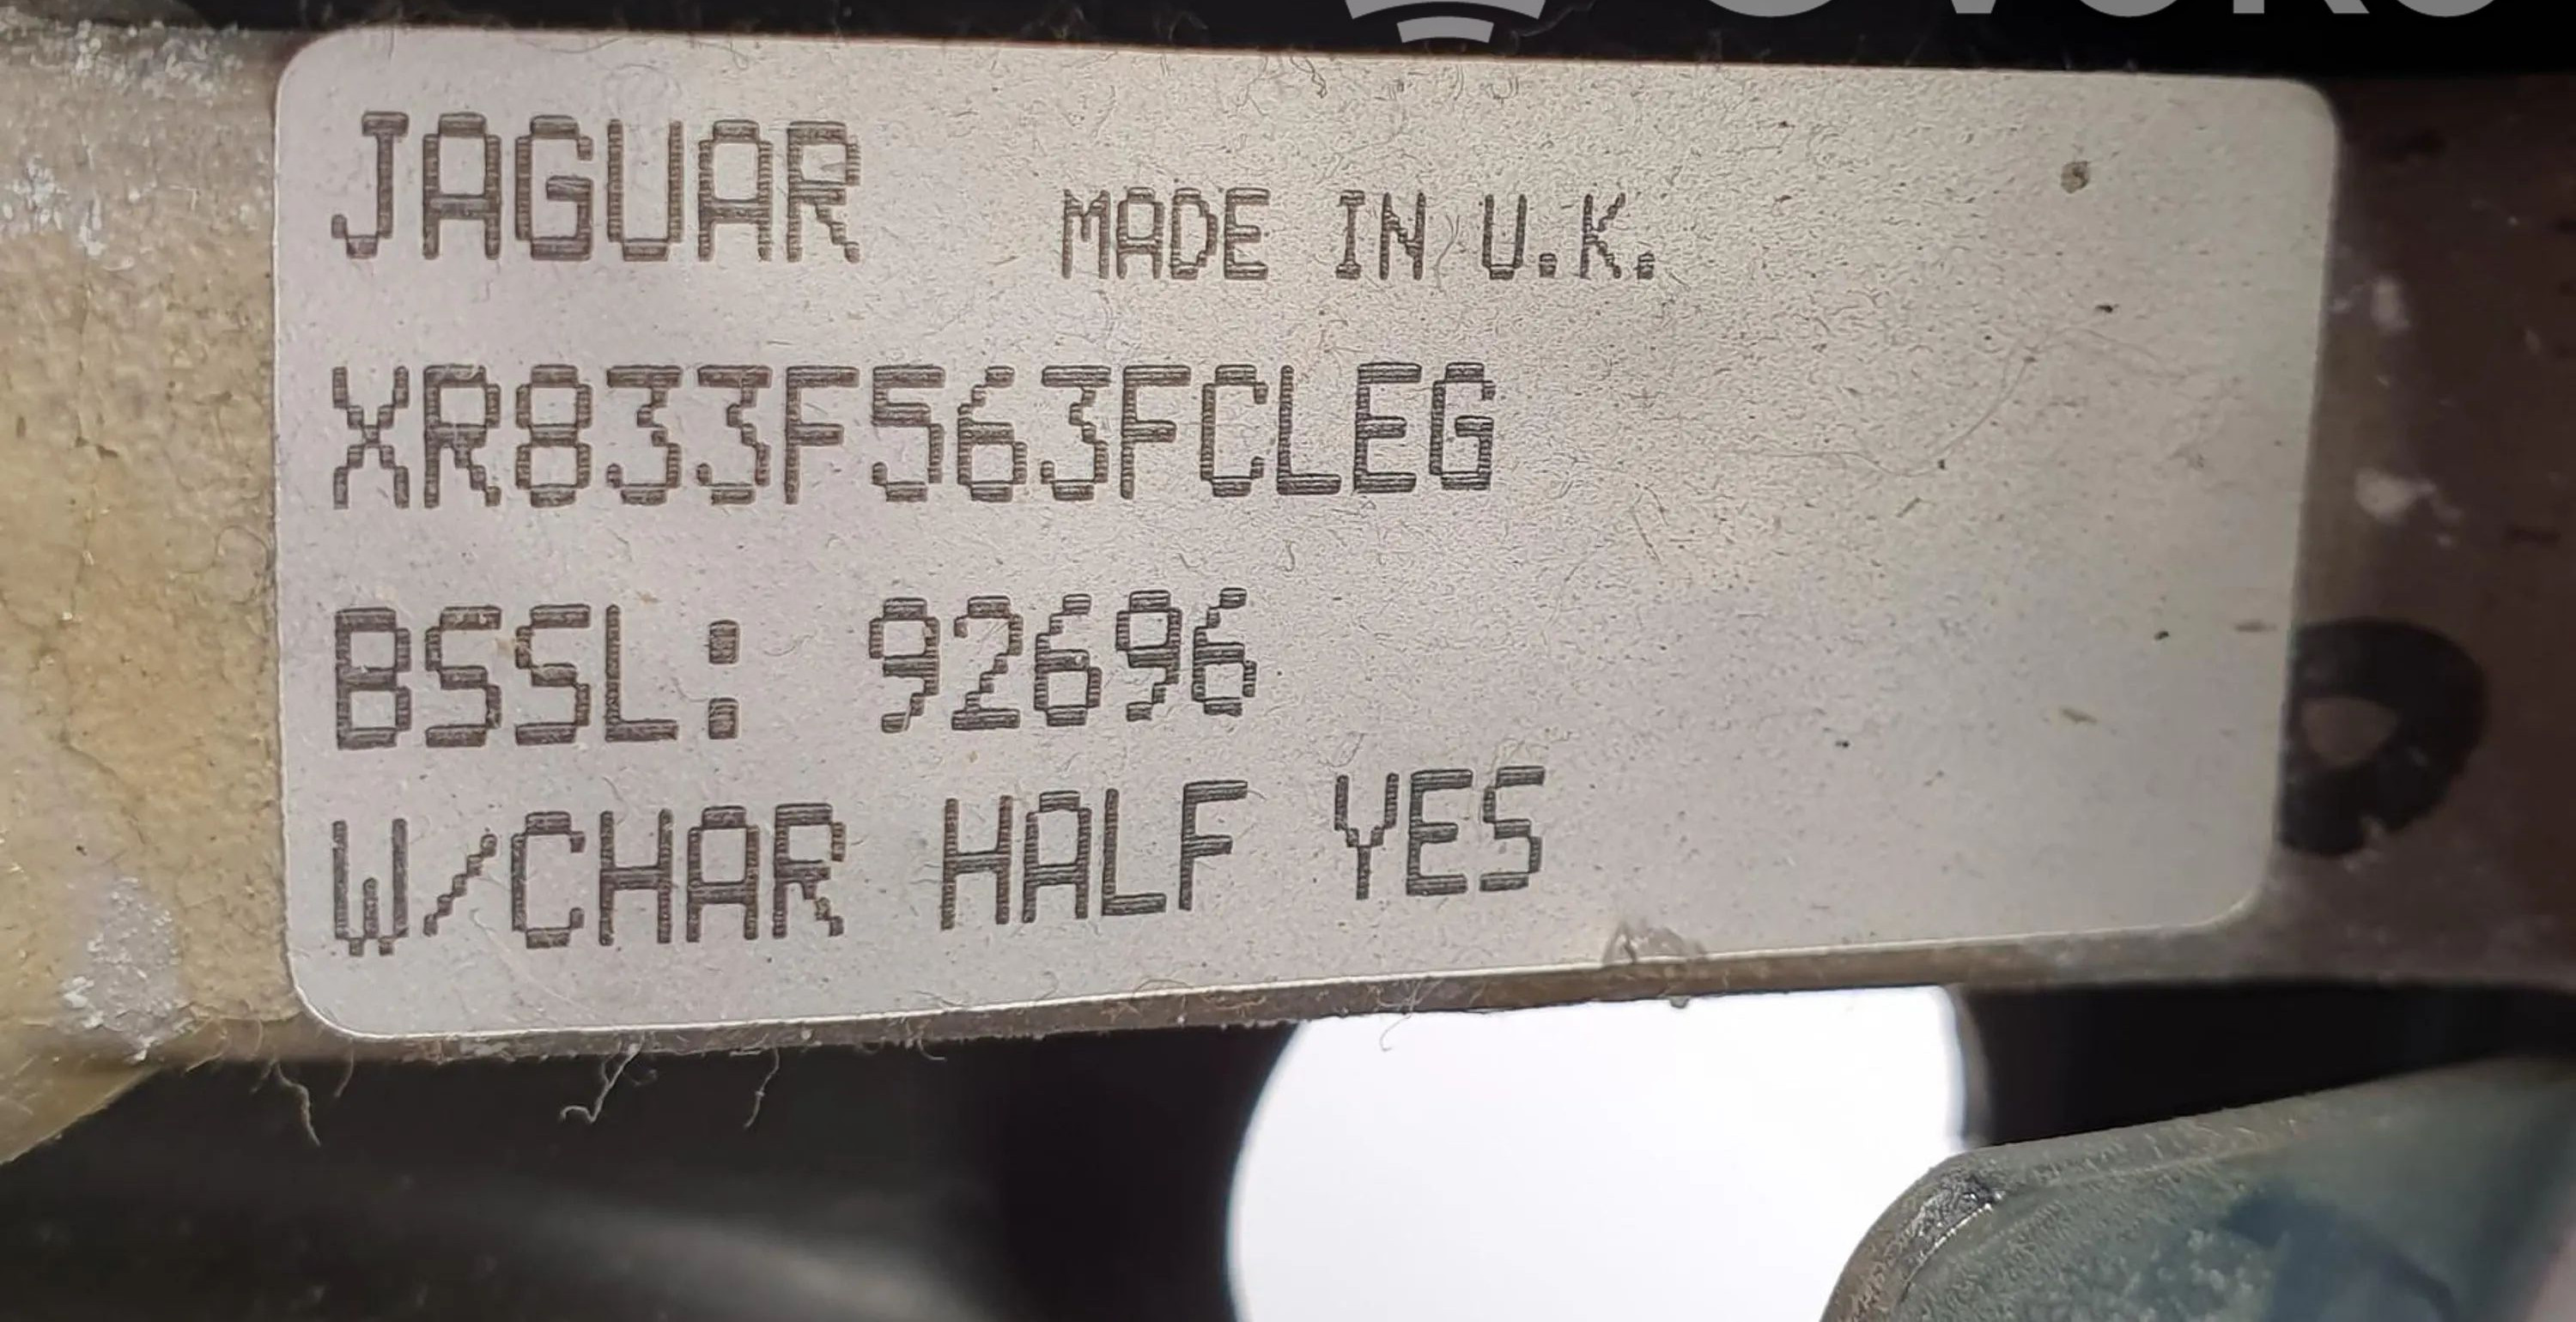 JAGUAR MADE IN U.K.
XR833F563FCLEG
BSSL: 92696
W/CHAR HALF YES